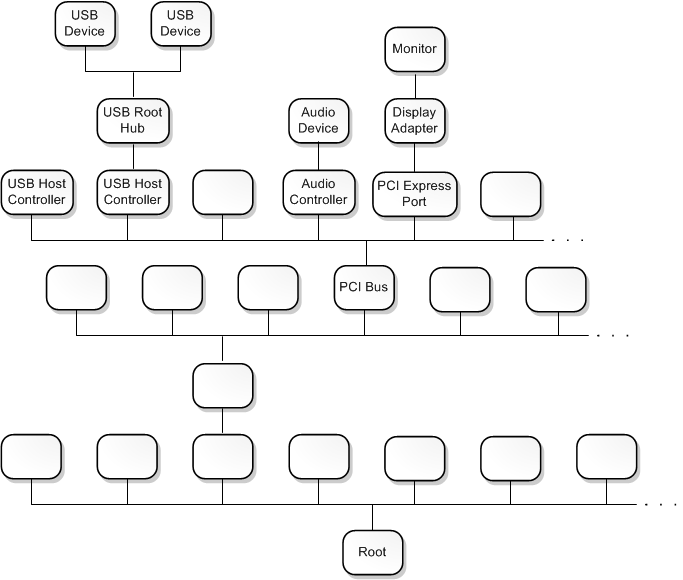 USB
Device
USB
Device
Monitor
USB Root
Hub
Audio
Device
Display
Adapter
USB Host
Controller
USB Host
Controller
Audio
Controller
PCI Express
Port
. . .
PCI Bus
. . .
. . .
Root